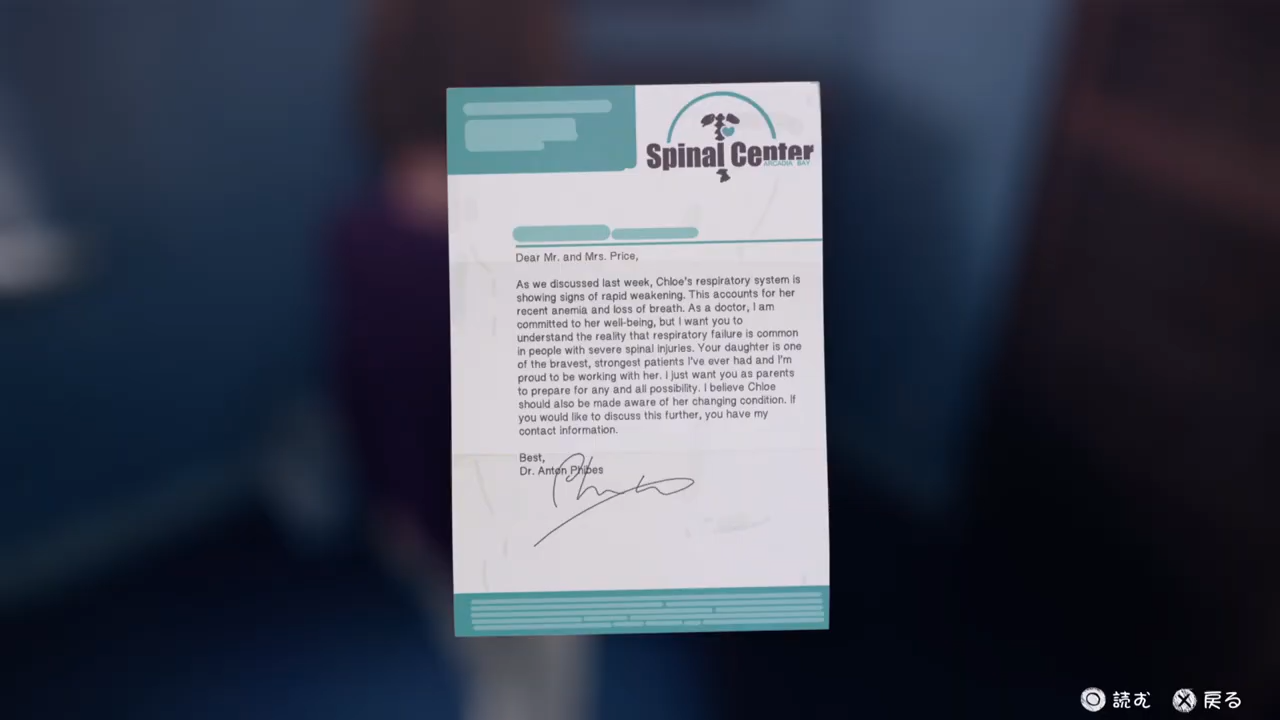 Spinal Center
ARCADIA BAY
Dear Mr. and Mrs. Price,
As we discussed last week, Chloe's respiratory system is
showing signs of rapid weakening. This accounts for her
recent anemia and loss of breath. As a doctor, I am
committed to her well-being, but I want you to
understand the reality that respiratory failure is common
in people with severe spinal injuries. Your daughter is one
of the bravest, strongest patients I've ever had and I'm
proud to be working with her. I just want you as parents
to prepare for any and all possibility. I believe Chloe
should also be made aware of her changing condition. If
you would like to discuss this further, you have my
contact information.
Best,
Dr. Anton Phibes
読む 戻る